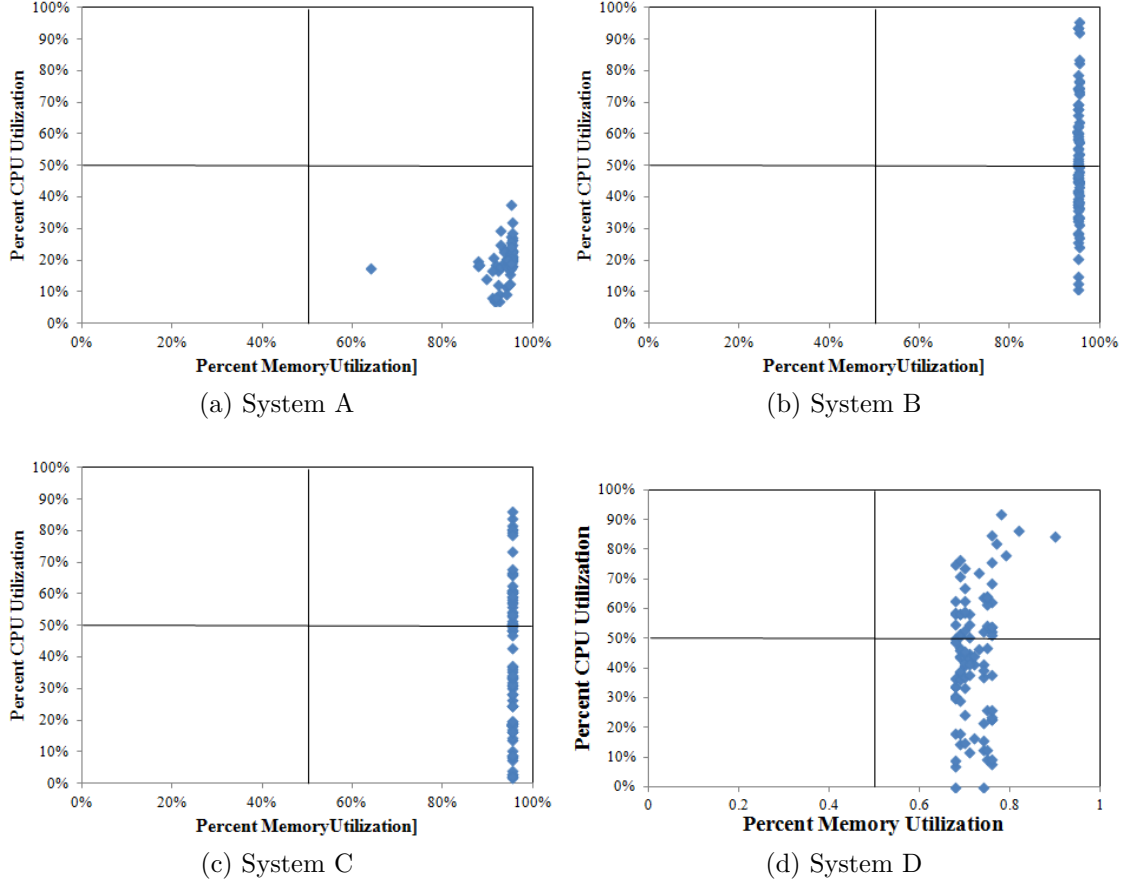 100%
90%
80%
70%
60%
50%
40%
30%
20%
10%
0%
Percent CPU Utilization
0% 20% 40% 60% 80% 100%
Percent MemoryUtilization]
(a) System A
100%
90%
80%
70%
60%
50%
40%
30%
20%
10%
0%
Percent CPU Utilization
0% 20% 40% 60% 80% 100%
Percent MemoryUtilization]
(b) System B
100%
90%
80%
70%
60%
50%
40%
30%
20%
10%
0%
Percent CPU Utilization
0% 20% 40% 60% 80% 100%
Percent MemoryUtilization]
(c) System C
100%
90%
80%
70%
60%
50%
40%
30%
20%
10%
0%
Percent CPU Utilization
0 0.2 0.4 0.6 0.8 1
Percent Memory Utilization
(d) System D